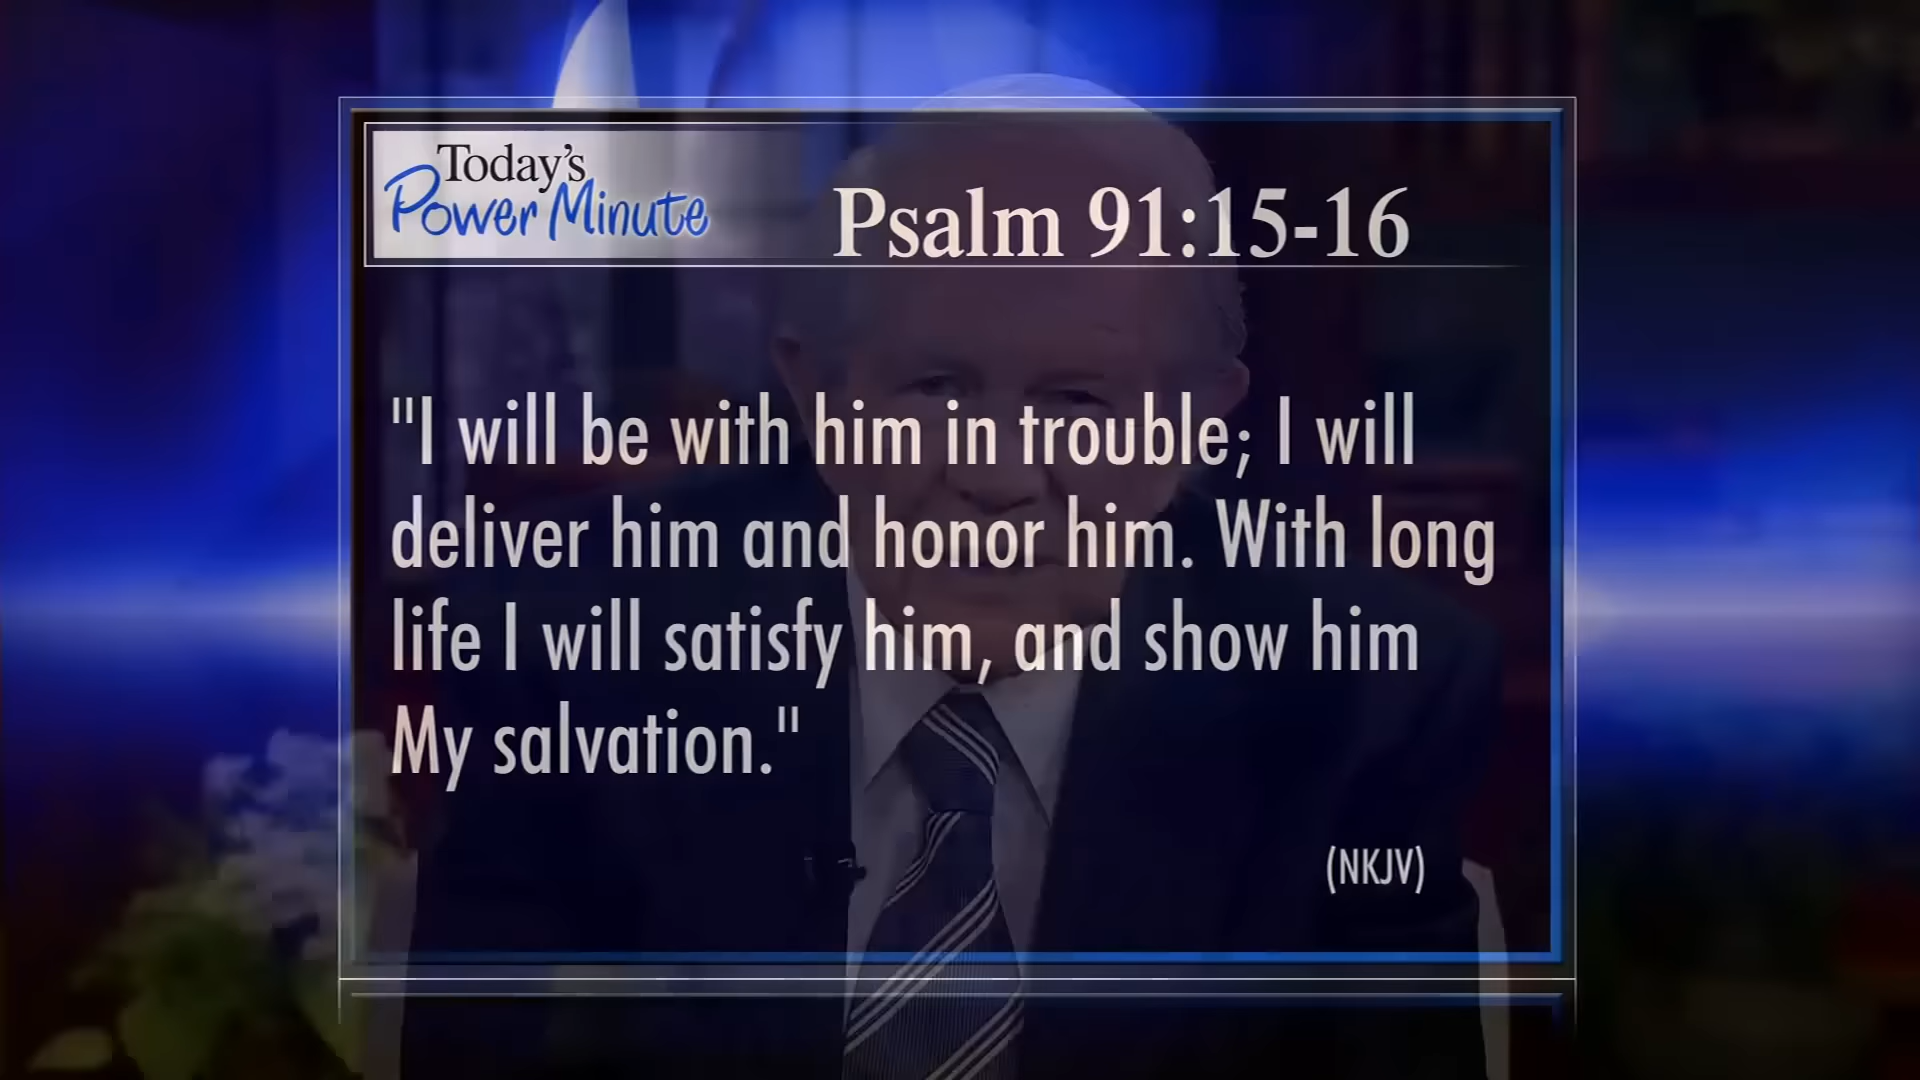 Today's
Power Minute
Psalm 91:15-16
"I will be with him in trouble; I will
deliver him and honor him. With long
life I will satisfy him, and show him
My salvation."
(NKJV)